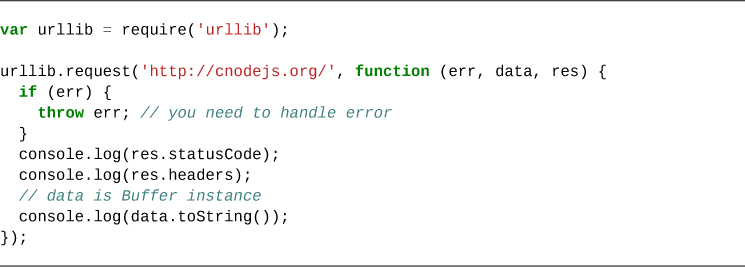 var urllib = require('urllib');

urllib.request('http://cnodejs.org/', function (err, data, res) {
  if (err) {
    throw err; // you need to handle error
  }
  console.log(res.statusCode);
  console.log(res.headers);
  // data is Buffer instance
  console.log(data.toString());
});